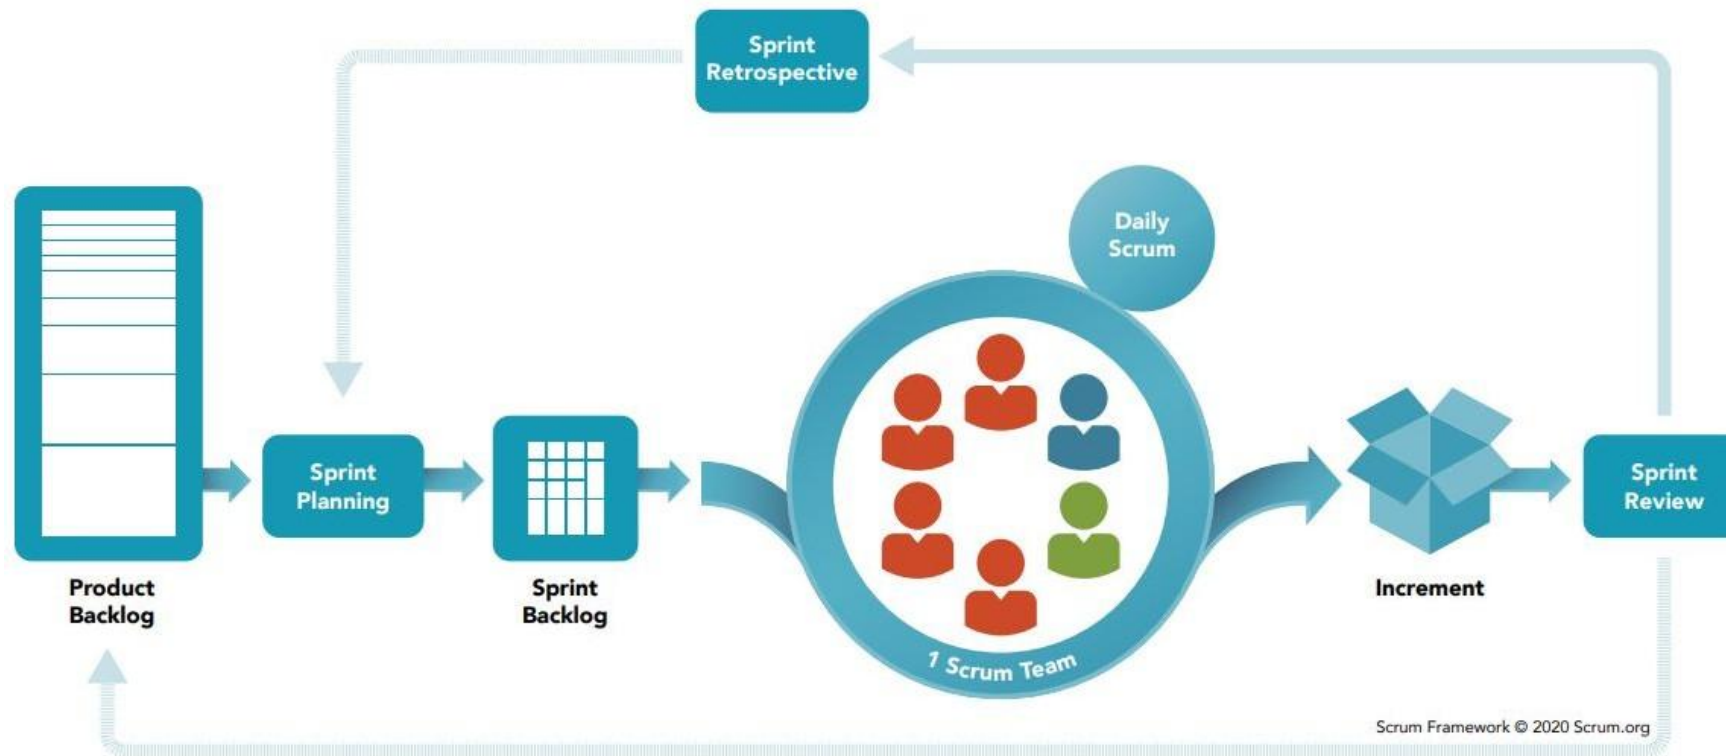 Sprint
Retrospective
Daily
Scrum
Sprint
Planning
Sprint
Review
Product
Backlog
Sprint
Backlog
Increment
1 Scrum Team
Scrum Framework © 2020 Scrum.org